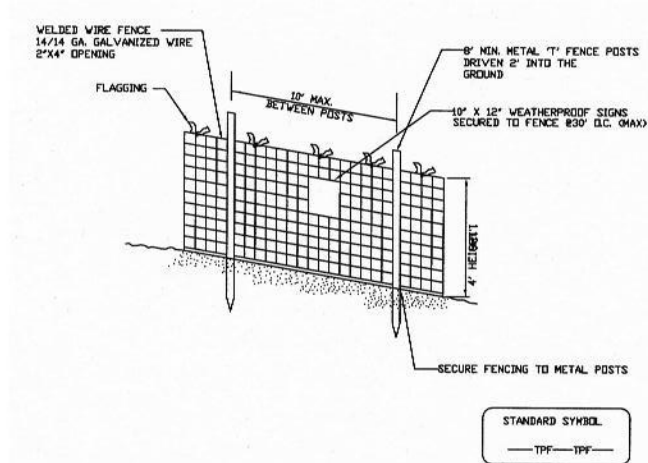 WELDED WIRE FENCE
14/14 GA. GALVANIZED WIRE
2"X4" OPENING
FLAGGING
10' MAX.
BETWEEN POSTS
8' MIN. METAL 'T' FENCE POSTS
DRIVEN 2' INTO THE
GROUND
10" X 12" WEATHERPROOF SIGNS
SECURED TO FENCE @30' O.C. (MAX)
4'
SECURE FENCING TO METAL POSTS
STANDARD SYMBOL
TPF TPF